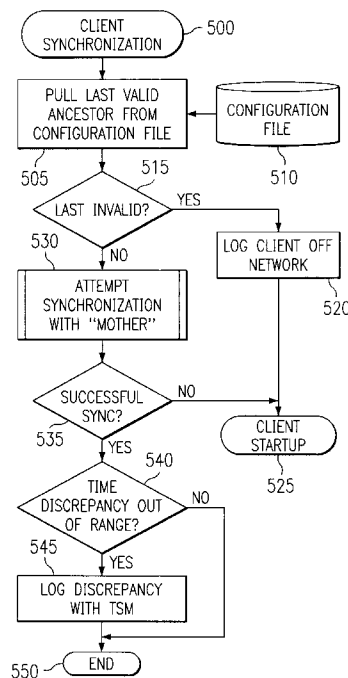 CLIENT
SYNCHRONIZATION
500
PULL LAST VALID
ANCESTOR FROM
CONFIGURATION FILE
505
CONFIGURATION
FILE
510
515
LAST INVALID?
YES
NO
LOG CLIENT OFF
NETWORK
520
530
ATTEMPT
SYNCHRONIZATION
WITH "MOTHER"
SUCCESSFUL
SYNC?
535
NO
YES
CLIENT
STARTUP
525
540
TIME
DISCREPANCY OUT
OF RANGE?
NO
YES
545
LOG DISCREPANCY
WITH TSM
550
END